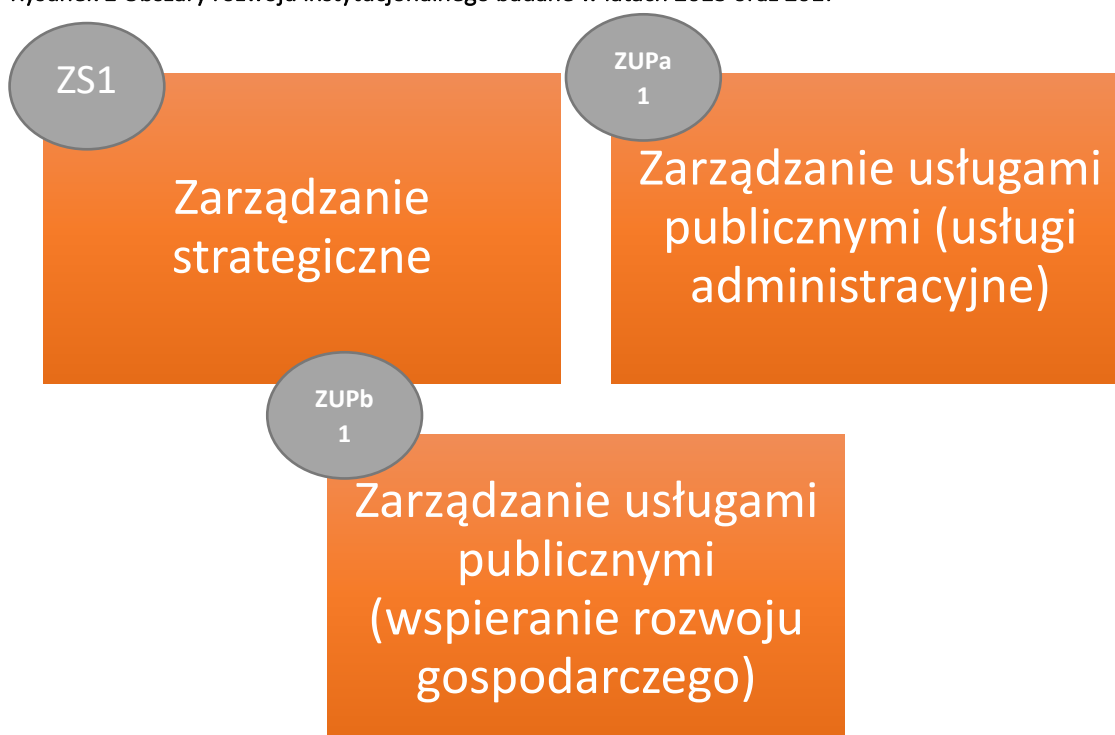 ZS1
Zarządzanie
strategiczne
ZUPa
1
Zarządzanie usługami
publicznymi (usługi
administracyjne)
ZUPb
1
Zarządzanie usługami
publicznymi
(wspieranie rozwoju
gospodarczego)